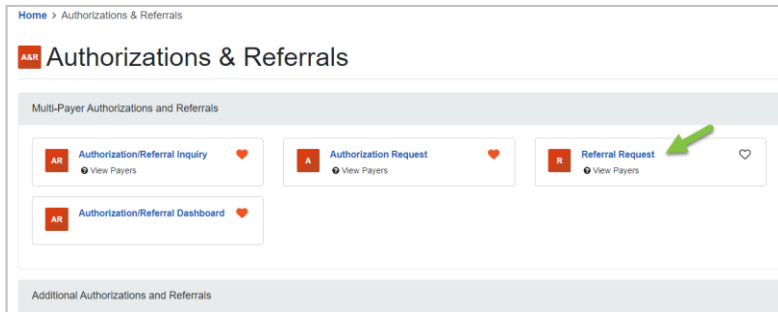 Home > Authorizations & Referrals
A&R Authorizations & Referrals
Multi-Payer Authorizations and Referrals
AR Authorization/Referral Inquiry
View Payers
A Authorization Request
View Payers
R Referral Request
View Payers
AR Authorization/Referral Dashboard
Additional Authorizations and Referrals